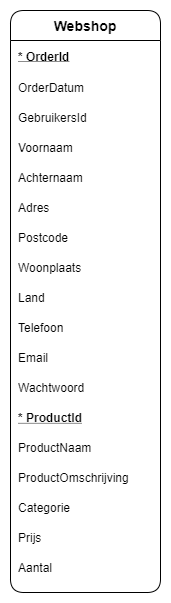 Webshop
* OrderId
OrderDatum
GebruikersId
Voornaam
Achternaam
Adres
Postcode
Woonplaats
Land
Telefoon
Email
Wachtwoord
* ProductId
ProductNaam
ProductOmschrijving
Categorie
Prijs
Aantal